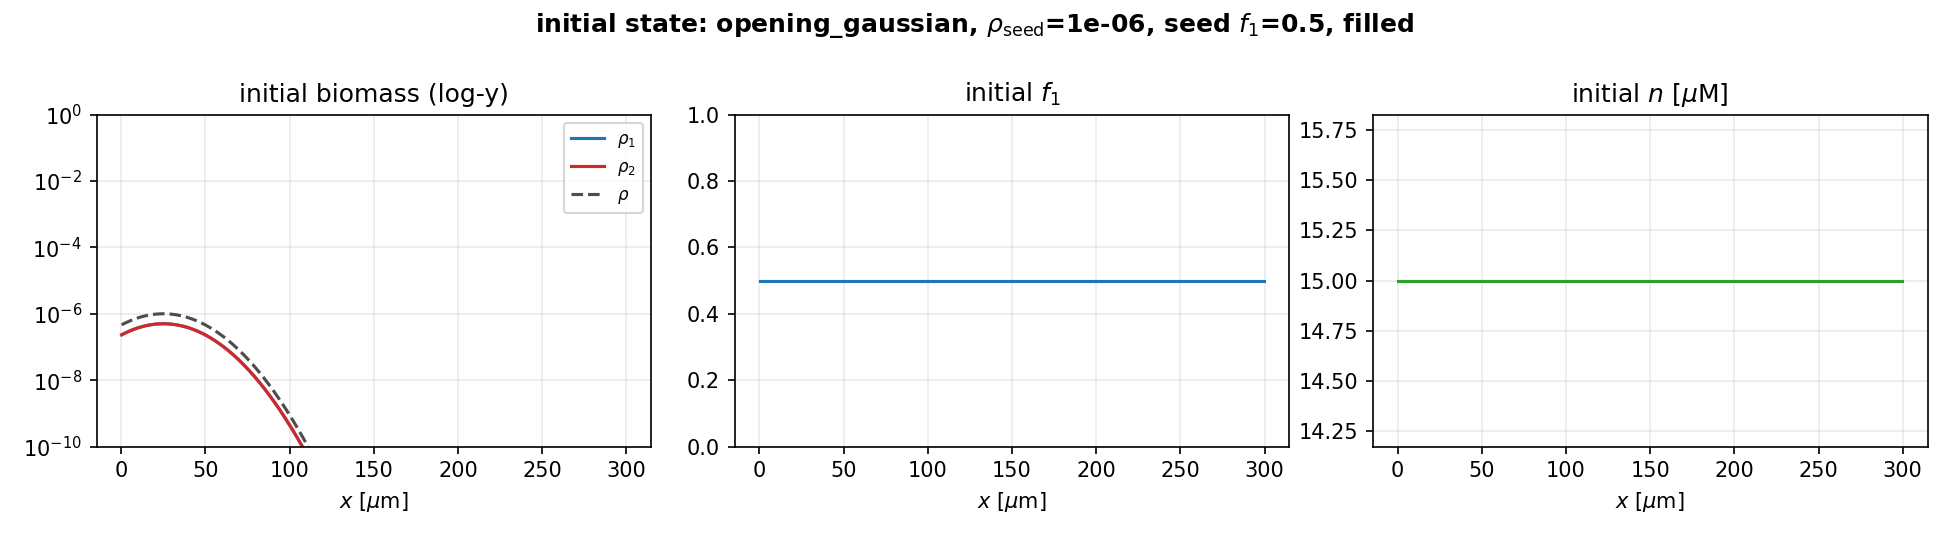 initial state: opening_gaussian, ρseed=1e-06, seed f₁=0.5, filled
initial biomass (log-y)
10⁰
10⁻²
10⁻⁴
10⁻⁶
10⁻⁸
10⁻¹⁰
ρ₁
ρ₂
ρ
0 50 100 150 200 250 300
x [μm]
initial f₁
1.0
0.8
0.6
0.4
0.2
0.0
0 50 100 150 200 250 300
x [μm]
initial n [μM]
15.75
15.50
15.25
15.00
14.75
14.50
14.25
0 50 100 150 200 250 300
x [μm]